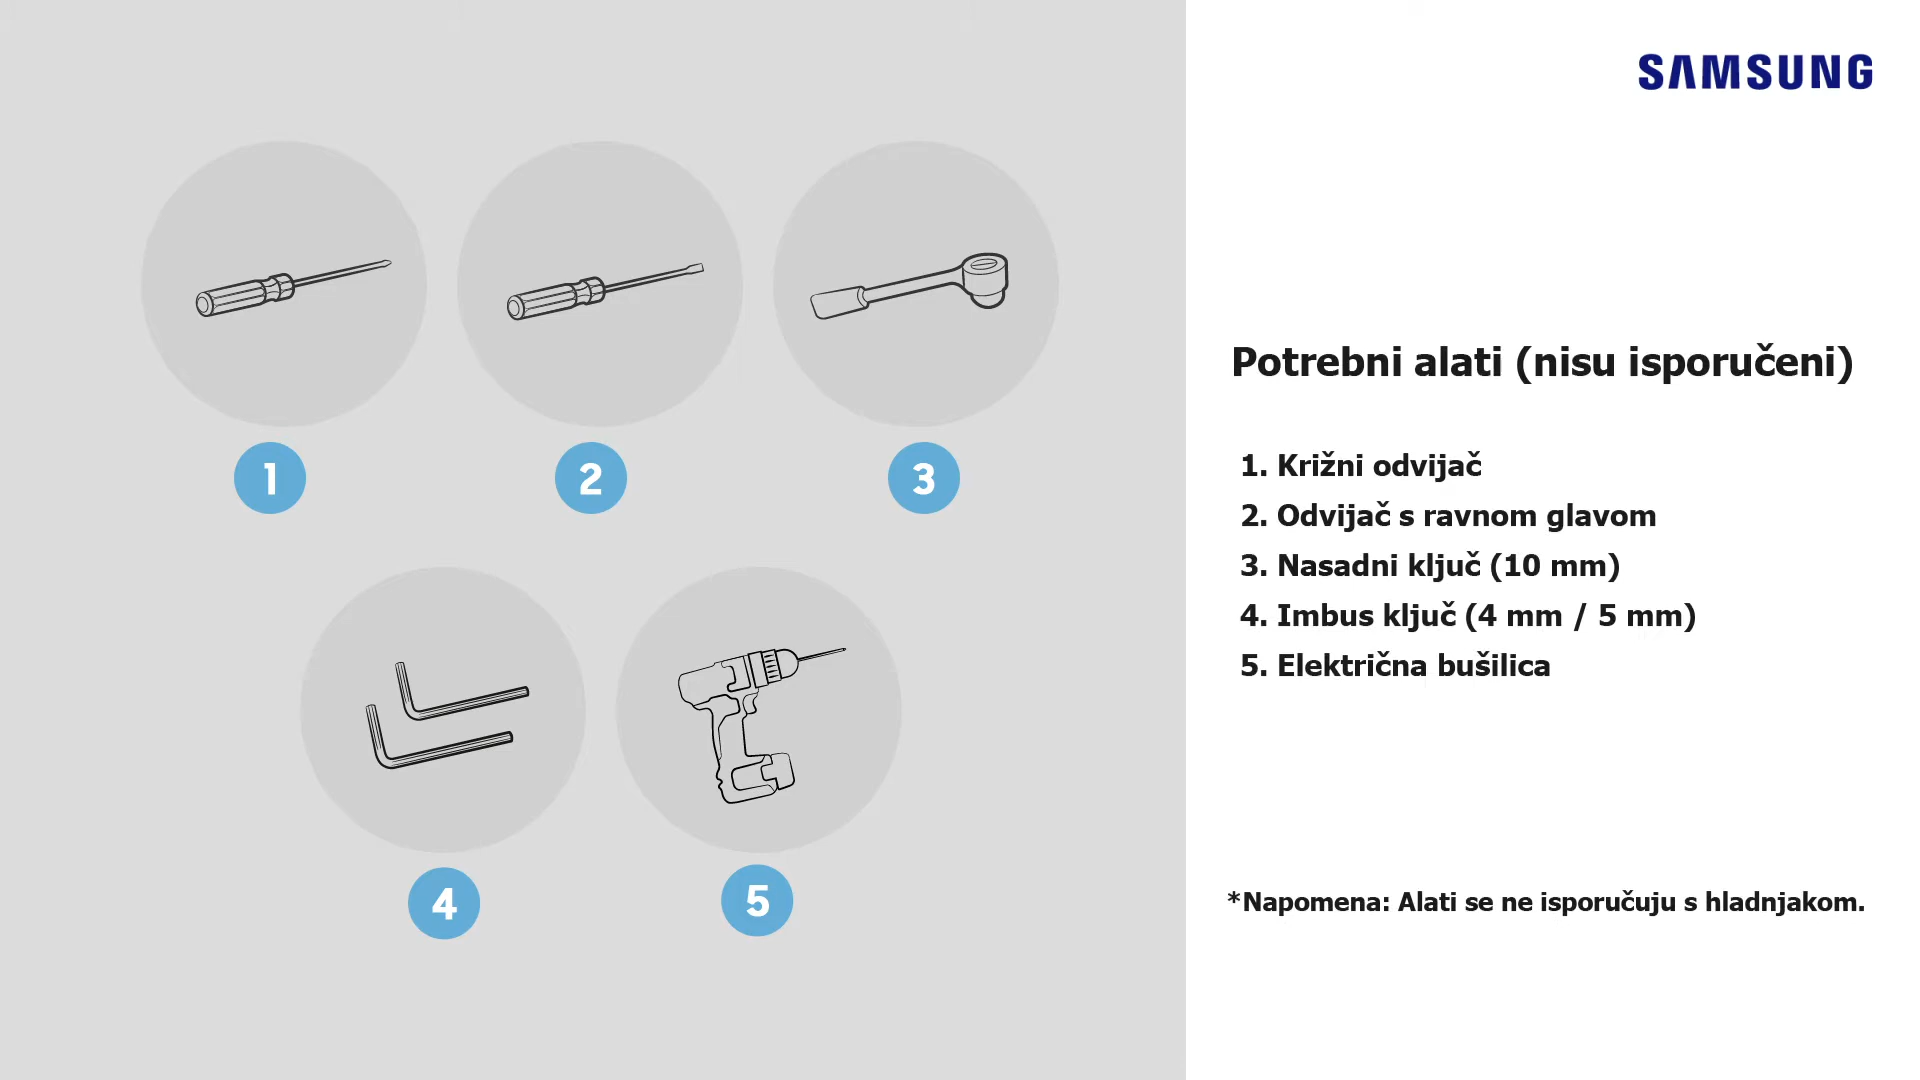 SAMSUNG
1
2
3
4
5
Potrebni alati (nisu isporučeni)
1. Križni odvijač
2. Odvijač s ravnom glavom
3. Nasadni ključ (10 mm)
4. Imbus ključ (4 mm / 5 mm)
5. Električna bušilica
*Napomena: Alati se ne isporučuju s hladnjakom.